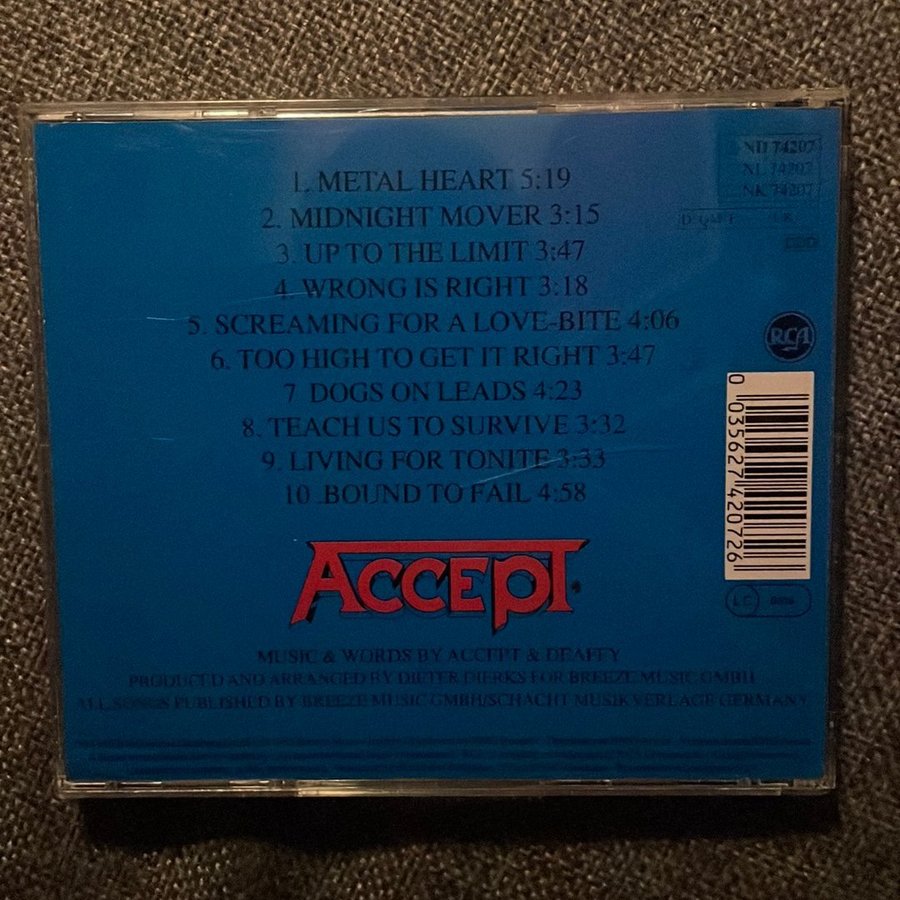 1. METAL HEART 5:19
2. MIDNIGHT MOVER 3:15
3. UP TO THE LIMIT 3:47
4. WRONG IS RIGHT 3:18
5. SCREAMING FOR A LOVE-BITE 4:06
6. TOO HIGH TO GET IT RIGHT 3:47
7 DOGS ON LEADS 4:23
8. TEACH US TO SURVIVE 3:32
9. LIVING FOR TONITE 3:33
10 BOUND TO FAIL 4:58
ND 74207
NL 74207
NK 74207
RCA
0 035627 420726
LC
ACCEPT
MUSIC & WORDS BY ACCEPT & DEAFFY
PRODUCED AND ARRANGED BY DIETER DIERKS FOR BREEZE MUSIC GMBH
ALL SONGS PUBLISHED BY BREEZE MUSIC GMBH/SCHACHT MUSIKVERLAGE GERMANY